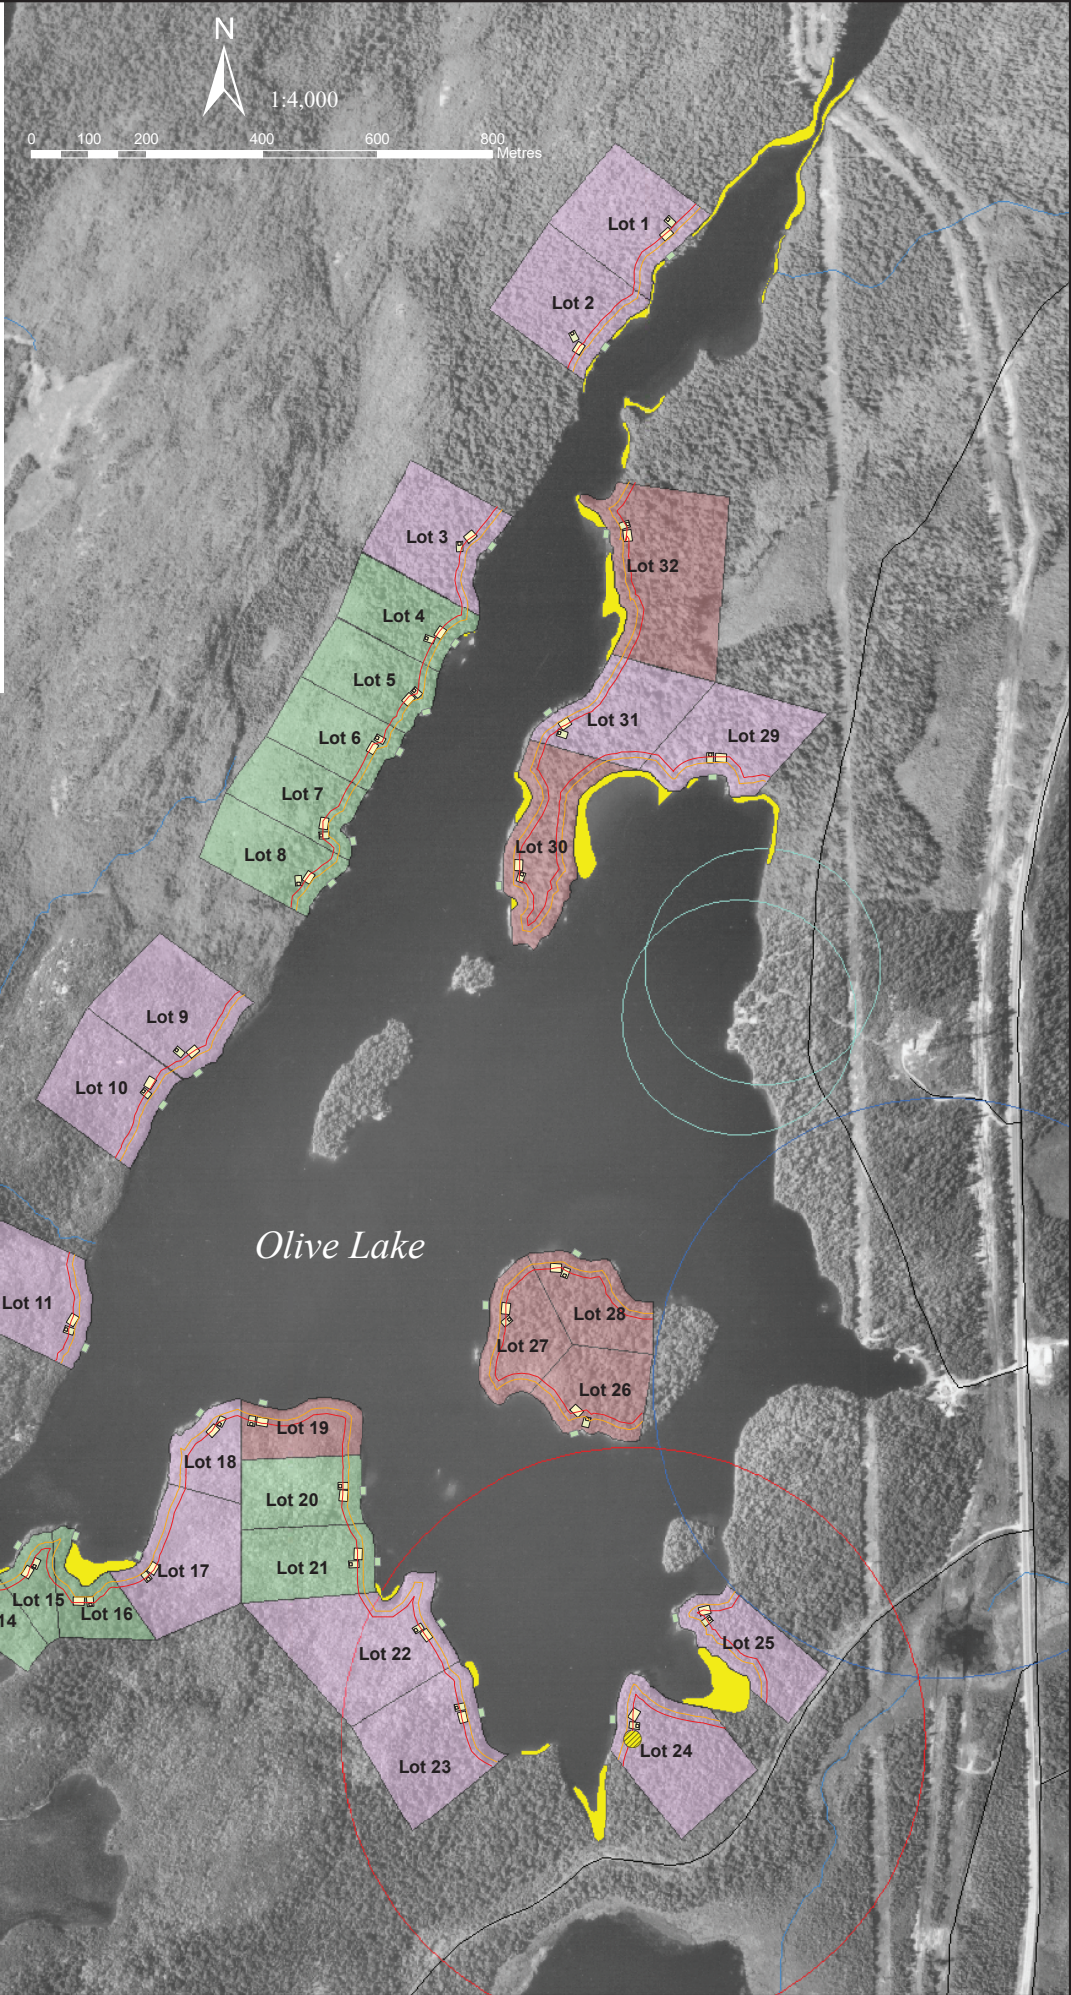 N
1:4,000
0 100 200 400 600 800
Metres
Lot 1
Lot 2
Lot 3
Lot 32
Lot 4
Lot 5
Lot 31
Lot 29
Lot 6
Lot 7
Lot 30
Lot 8
Lot 9
Lot 10
Olive Lake
Lot 11
Lot 28
Lot 27
Lot 26
Lot 19
Lot 18
Lot 20
Lot 21
Lot 17
Lot 15
Lot 16
14
Lot 22
Lot 25
Lot 24
Lot 23